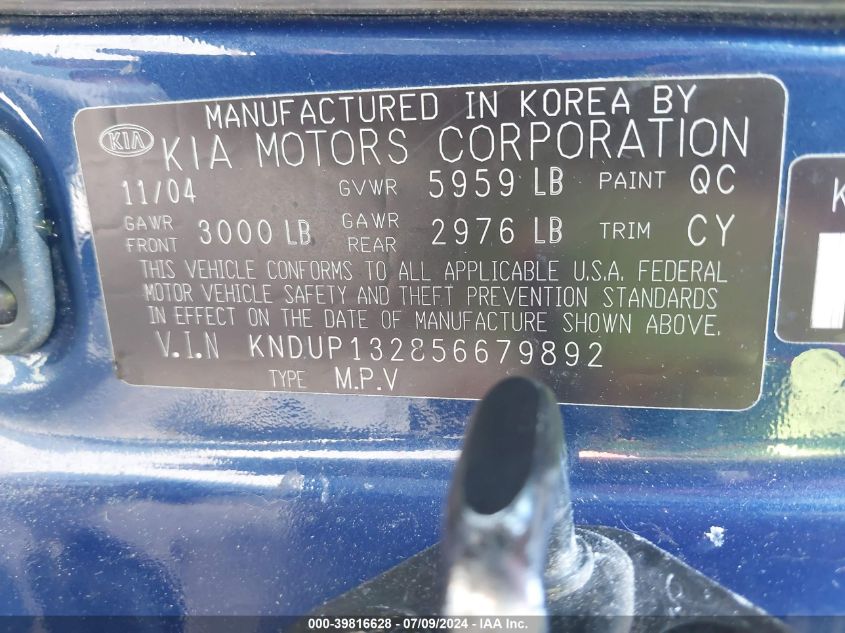 MANUFACTURED IN KOREA BY
KIA KIA MOTORS CORPORATION
11/04 GVWR 5959 LB PAINT QC
GAWR FRONT 3000 LB GAWR REAR 2976 LB TRIM CY
THIS VEHICLE CONFORMS TO ALL APPLICABLE U.S.A. FEDERAL
MOTOR VEHICLE SAFETY AND THEFT PREVENTION STANDARDS
IN EFFECT ON THE DATE OF MANUFACTURE SHOWN ABOVE.
V.I.N KNDUP132856679892
TYPE M.P.V
K
000-39816628 - 07/09/2024 - IAA Inc.